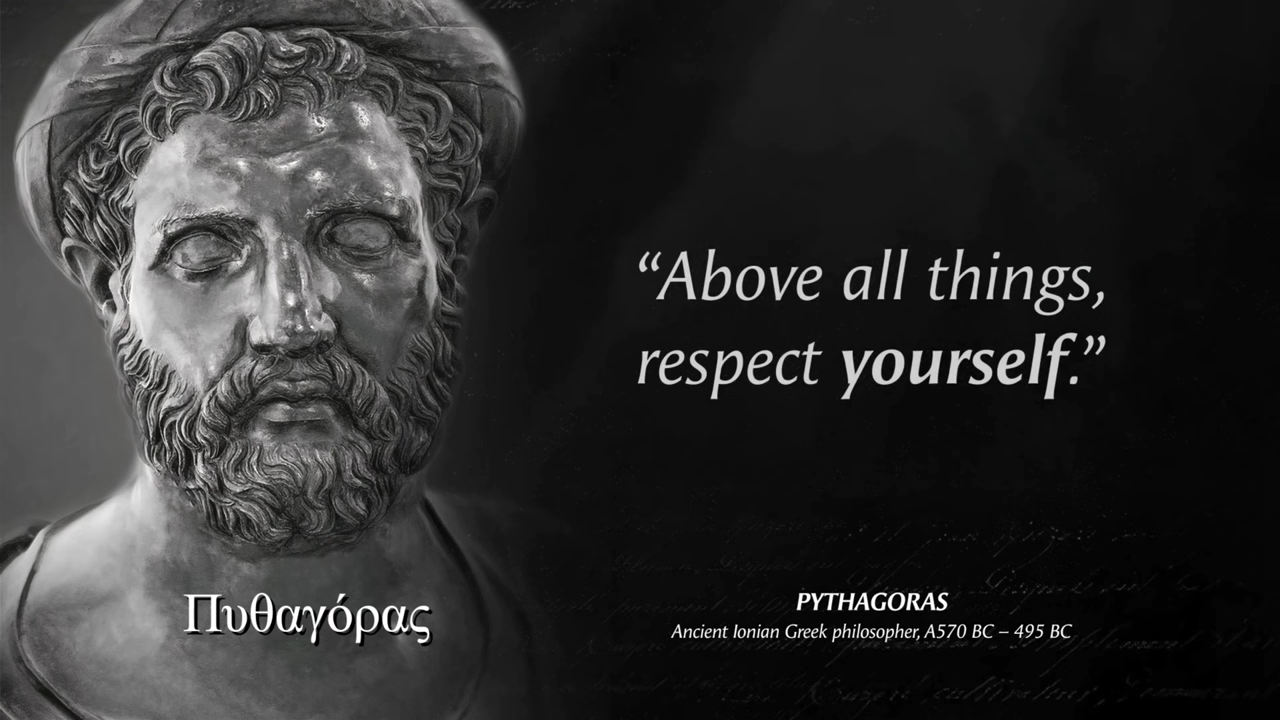 “Above all things,
respect yourself.”
Πυθαγόρας
PYTHAGORAS
Ancient Ionian Greek philosopher, A570 BC – 495 BC